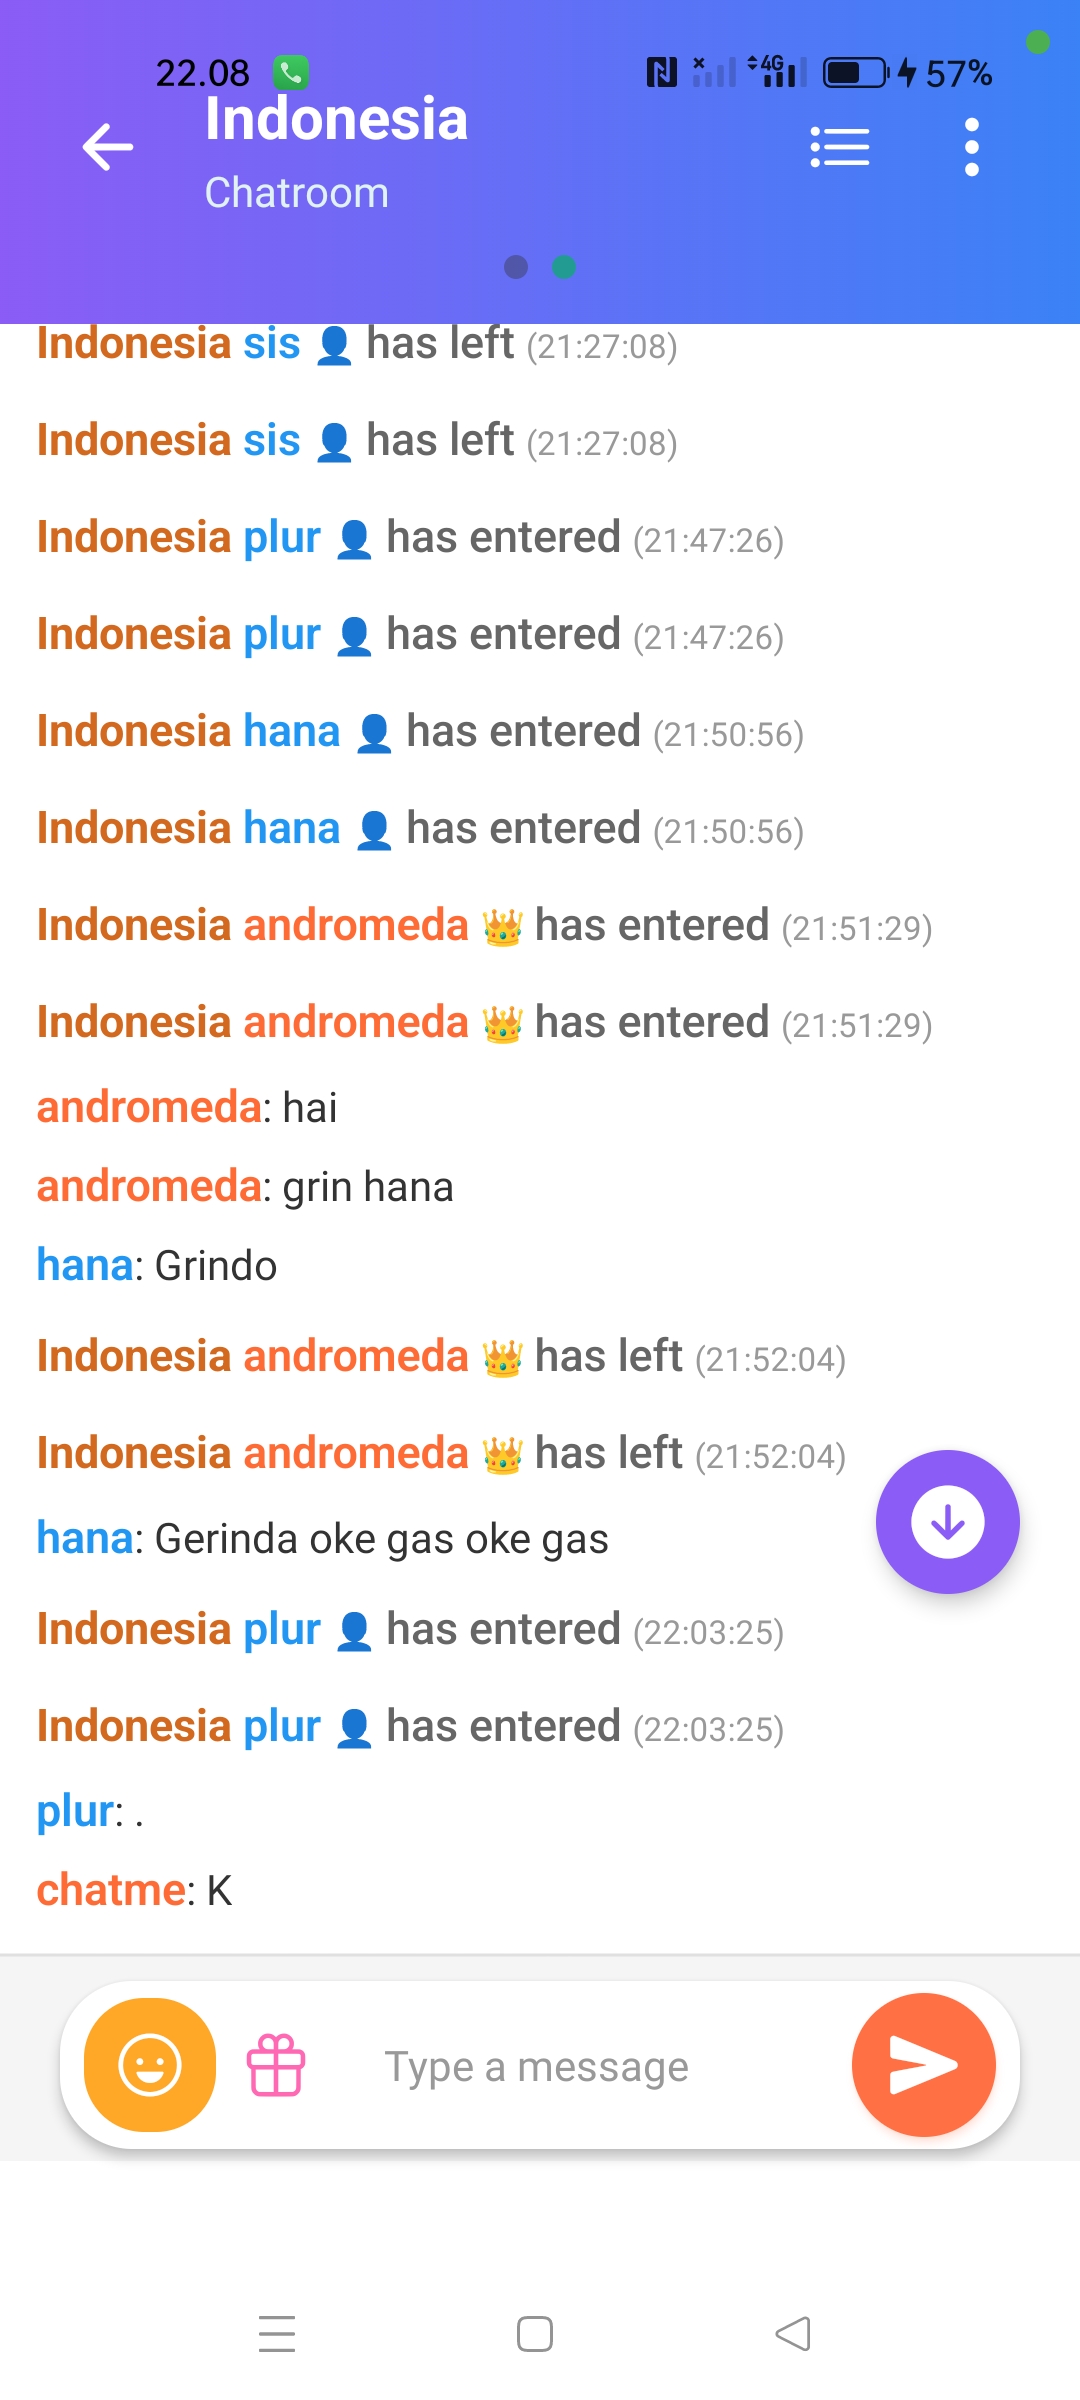 22.08
4G
57%
Indonesia
Chatroom
Indonesia sis has left (21:27:08)
Indonesia sis has left (21:27:08)
Indonesia plur has entered (21:47:26)
Indonesia plur has entered (21:47:26)
Indonesia hana has entered (21:50:56)
Indonesia hana has entered (21:50:56)
Indonesia andromeda has entered (21:51:29)
Indonesia andromeda has entered (21:51:29)
andromeda: hai
andromeda: grin hana
hana: Grindo
Indonesia andromeda has left (21:52:04)
Indonesia andromeda has left (21:52:04)
hana: Gerinda oke gas oke gas
Indonesia plur has entered (22:03:25)
Indonesia plur has entered (22:03:25)
plur: .
chatme: K
Type a message